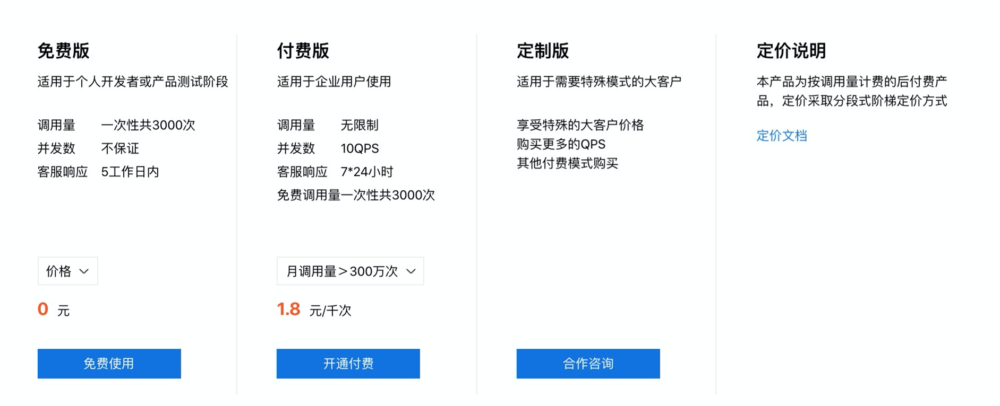 免费版
适用于个人开发者或产品测试阶段
调用量 一次性共3000次
并发数 不保证
客服响应 5工作日内
价格
0 元
免费使用
付费版
适用于企业用户使用
调用量 无限制
并发数 10QPS
客服响应 7*24小时
免费调用量一次性共3000次
月调用量＞300万次
1.8 元/千次
开通付费
定制版
适用于需要特殊模式的大客户
享受特殊的大客户价格
购买更多的QPS
其他付费模式购买
合作咨询
定价说明
本产品为按调用量计费的后付费产
品，定价采取分段式阶梯定价方式
定价文档